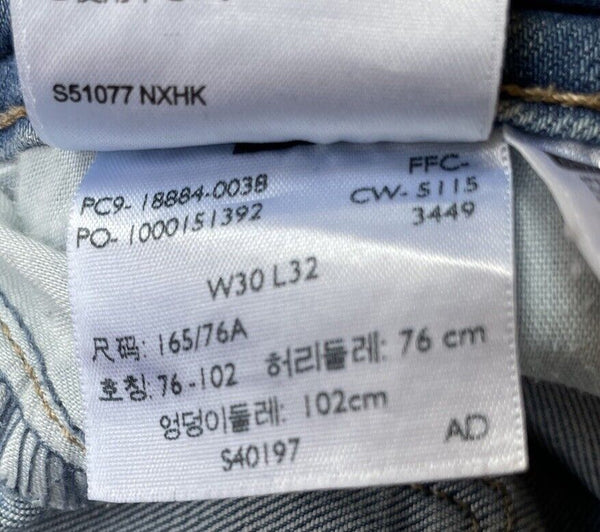 S51077 NXHK
PC9- 18884-0038 FFC-
PO- 1000151392 CW- 5115
3449
W30 L32
尺码: 165/76A
호칭: 76 -102 허리둘레: 76 cm
엉덩이둘레: 102cm
S40197 AD